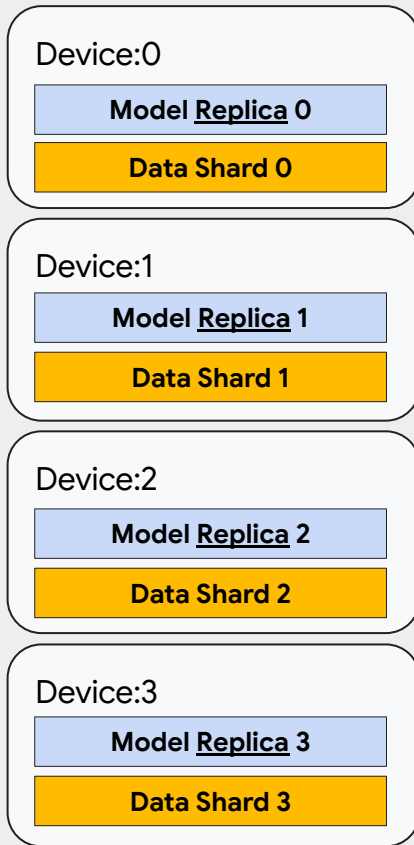 Device:0
Model Replica 0
Data Shard 0
Device:1
Model Replica 1
Data Shard 1
Device:2
Model Replica 2
Data Shard 2
Device:3
Model Replica 3
Data Shard 3